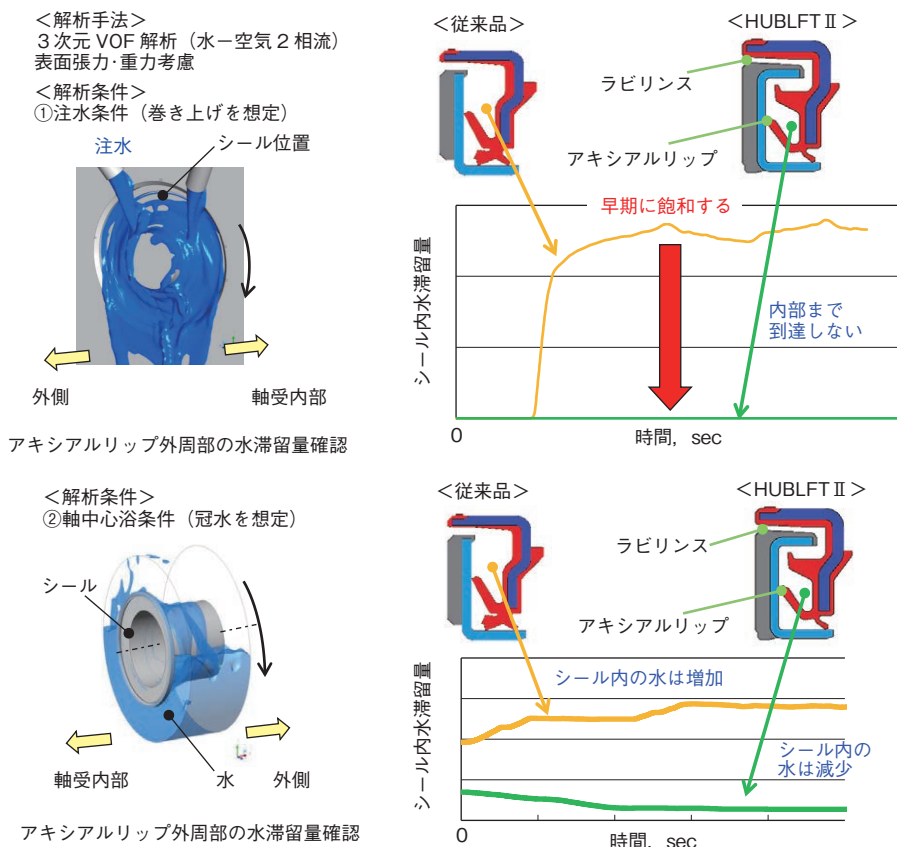 ＜解析手法＞
３次元 VOF 解析（水－空気２相流）
表面張力・重力考慮
＜解析条件＞
①注水条件（巻き上げを想定）
注水
シール位置
外側
軸受内部
アキシアルリップ外周部の水滞留量確認
＜従来品＞
＜HUBLFTⅡ＞
ラビリンス
アキシアルリップ
早期に飽和する
シール内水滞留量
内部まで
到達しない
0
時間，sec
＜解析条件＞
②軸中心浴条件（冠水を想定）
シール
軸受内部
水
外側
アキシアルリップ外周部の水滞留量確認
＜従来品＞
＜HUBLFTⅡ＞
ラビリンス
アキシアルリップ
シール内水滞留量
シール内の水は増加
シール内の
水は減少
0
時間，sec